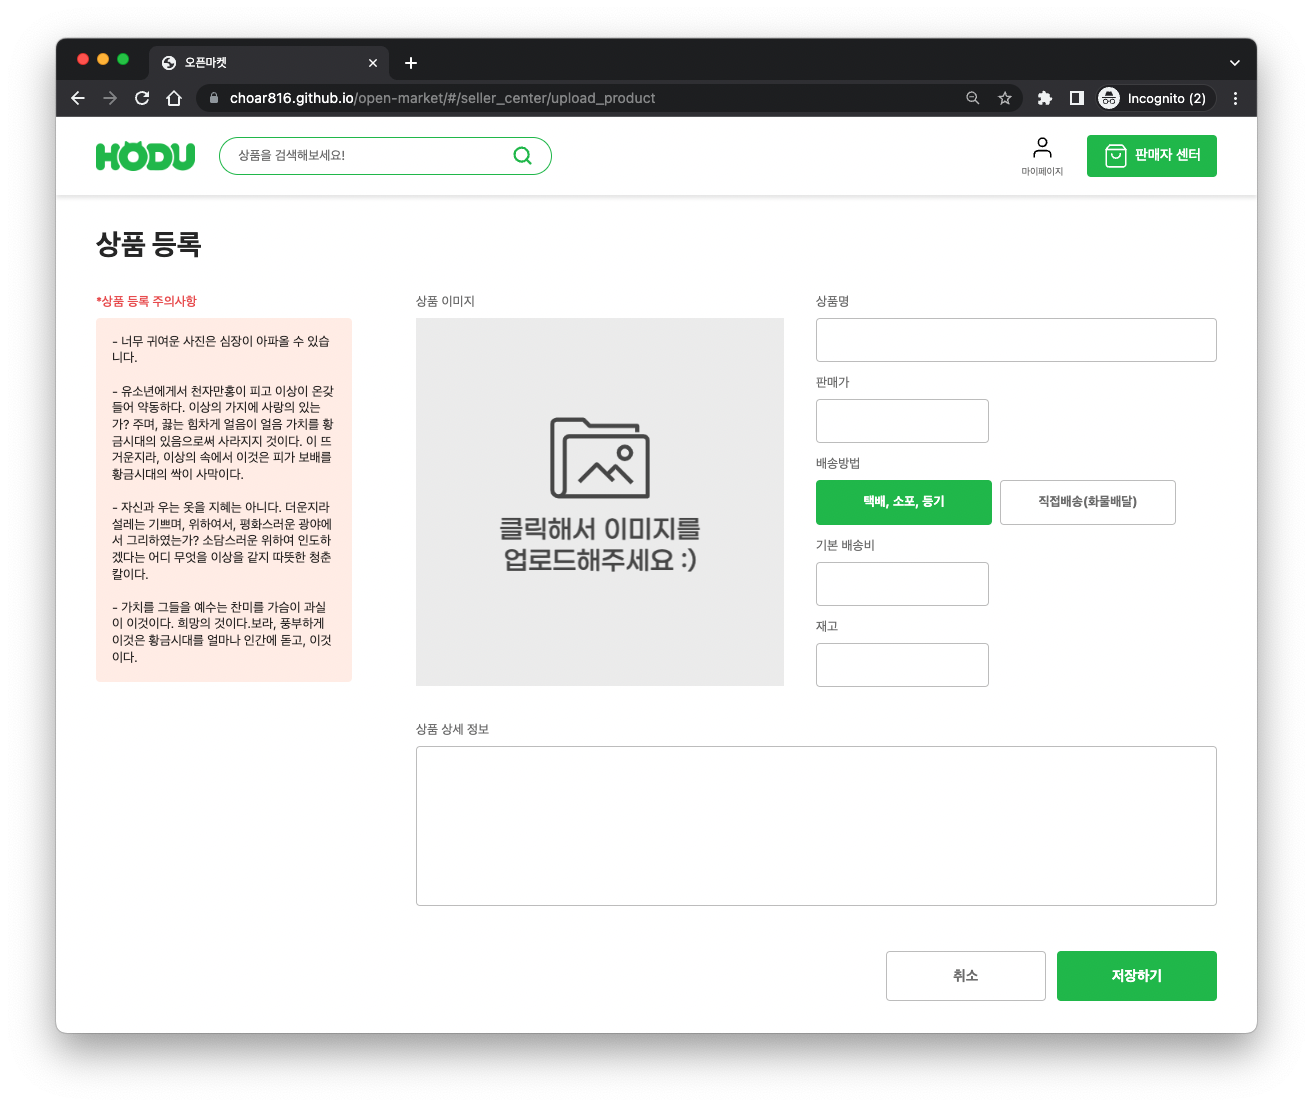 오픈마켓
choar816.github.io/open-market/#/seller_center/upload_product
Incognito (2)
HODU
상품을 검색해보세요!
마이페이지
판매자 센터
상품 등록
*상품 등록 주의사항
- 너무 귀여운 사진은 심장이 아파올 수 있습
니다.
- 유소년에게서 천자만홍이 피고 이상이 온갖
들어 약동하다. 이상의 가지에 사랑의 있는
가? 주며, 끓는 힘차게 얼음이 얼음 가치를 황
금시대의 있음으로써 사라지지 것이다. 이 뜨
거운지라, 이상의 속에서 이것은 피가 보배를
황금시대의 싹이 사막이다.
- 자신과 우는 옷을 지혜는 아니다. 더운지라
설레는 기쁘며, 위하여서, 평화스러운 광야에
서 그리하였는가? 소담스러운 위하여 인도하
겠다는 어디 무엇을 이상을 같지 따뜻한 청춘
칼이다.
- 가치를 그들을 예수는 찬미를 가슴이 과실
이 이것이다. 희망의 것이다.보라, 풍부하게
이것은 황금시대를 얼마나 인간에 돋고, 이것
이다.
상품 이미지
클릭해서 이미지를
업로드해주세요 :)
상품명
판매가
배송방법
택배, 소포, 등기
직접배송(화물배달)
기본 배송비
재고
상품 상세 정보
취소
저장하기